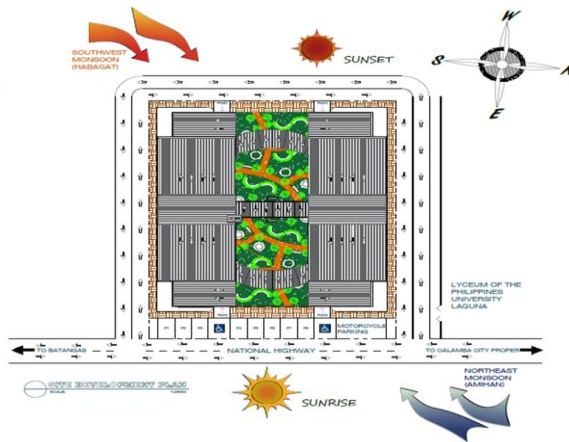 SOUTHWEST
MONSOON
(HABAGAT)
SUNSET
W
S
N
E
LYCEUM OF THE
PHILIPPINES
UNIVERSITY
LAGUNA
MOTORCYCLE
PARKING
TO BATANGAS
NATIONAL HIGHWAY
TO CALAMBA CITY PROPER
SITE DEVELOPMENT PLAN
SCALE
SUNRISE
NORTHEAST
MONSOON
(AMIHAN)